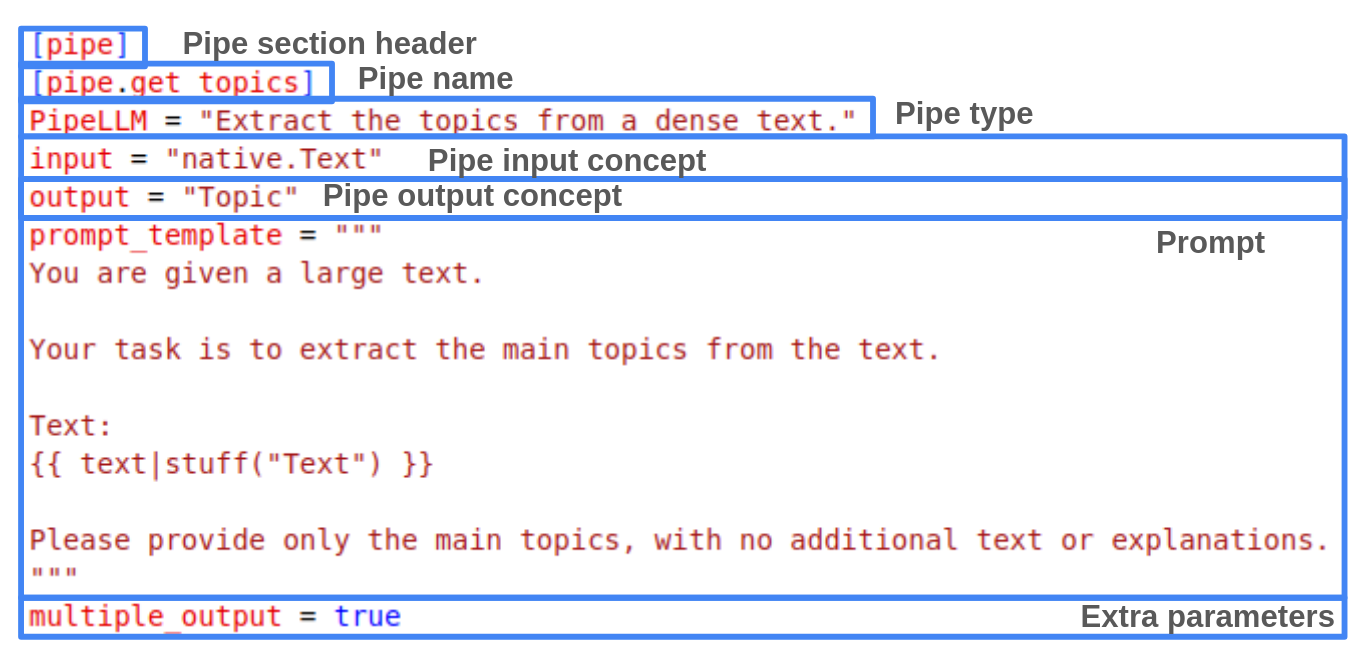 [pipe] Pipe section header
[pipe.get_topics] Pipe name
PipeLLM = "Extract the topics from a dense text." Pipe type
input = "native.Text" Pipe input concept
output = "Topic" Pipe output concept
prompt_template = """ Prompt
You are given a large text.
Your task is to extract the main topics from the text.
Text:
{{ text|stuff("Text") }}
Please provide only the main topics, with no additional text or explanations.
"""
multiple_output = true Extra parameters